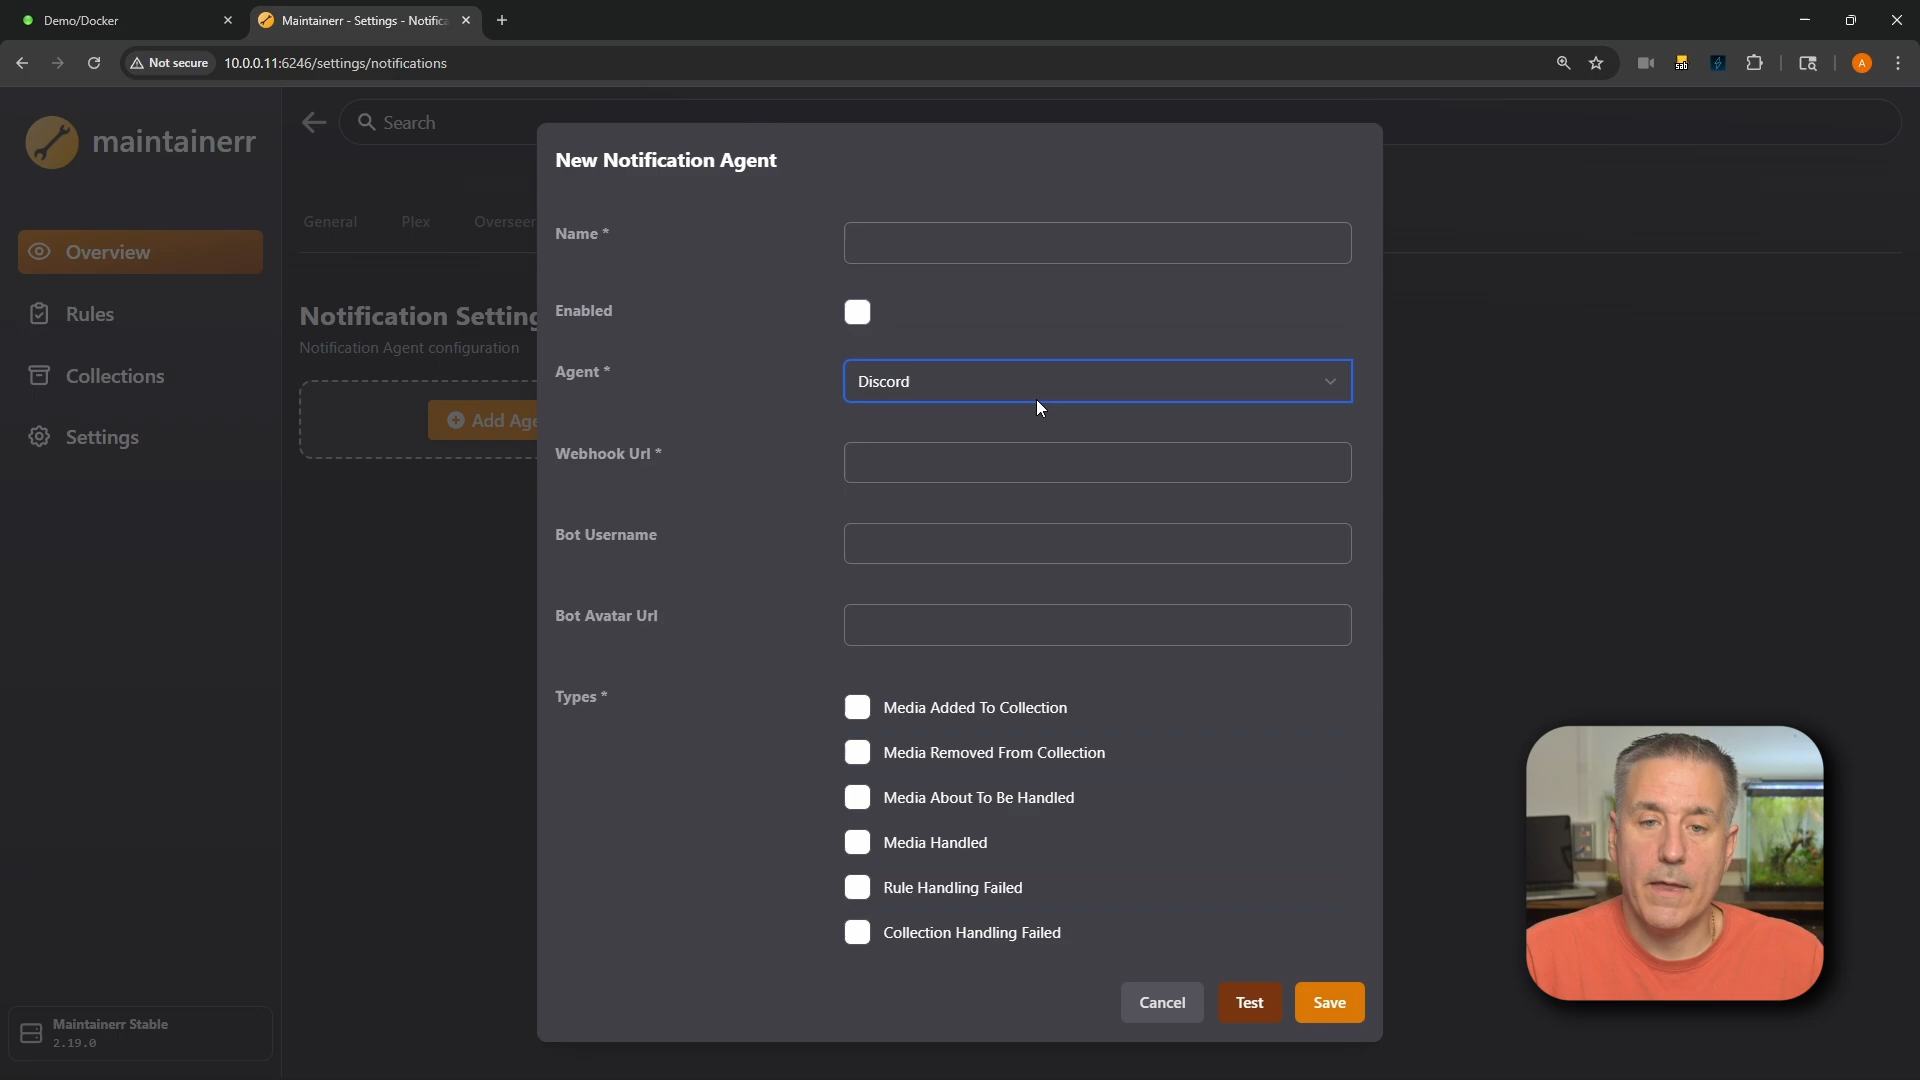 Demo/Docker
Maintainerr - Settings - Notifica
Not secure
10.0.0.11:6246/settings/notifications
sab
A
maintainerr
Search
General
Plex
Overseer
Overview
Rules
Collections
Settings
Notification Setting
Notification Agent configuration
Add Age
New Notification Agent
Name *
Enabled
Agent *
Discord
Webhook Url *
Bot Username
Bot Avatar Url
Types *
Media Added To Collection
Media Removed From Collection
Media About To Be Handled
Media Handled
Rule Handling Failed
Collection Handling Failed
Cancel
Test
Save
Maintainerr Stable
2.19.0